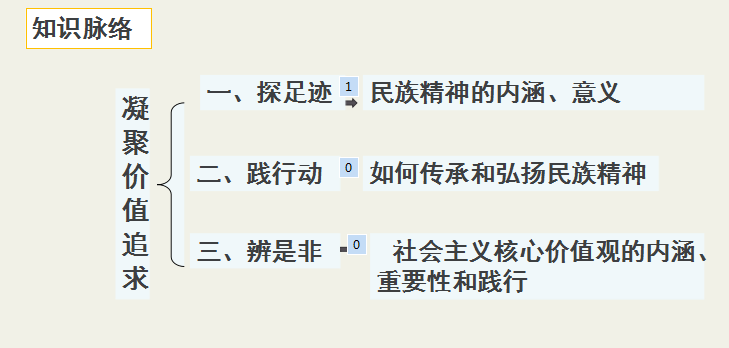 知识脉络
凝聚价值追求
一、探足迹 1 民族精神的内涵、意义
二、践行动 0 如何传承和弘扬民族精神
三、辨是非 0 社会主义核心价值观的内涵、
重要性和践行